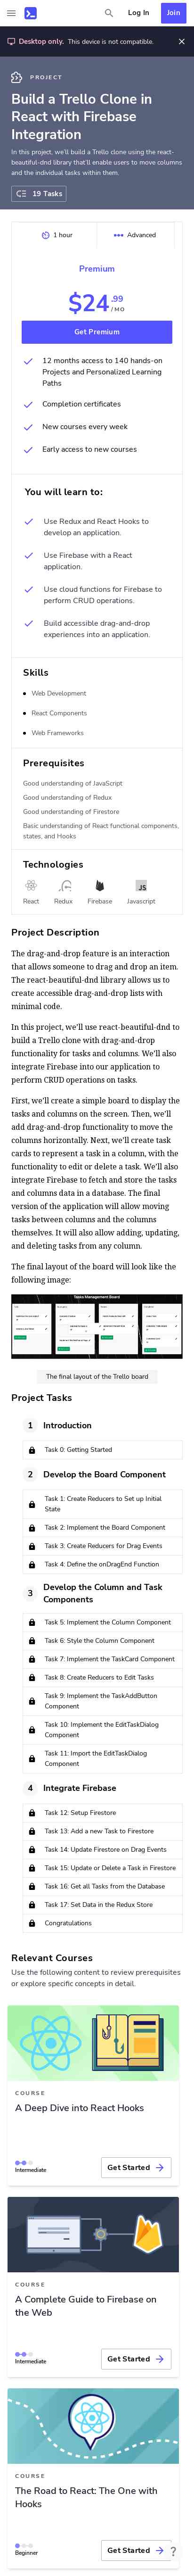 Log In
Join
Desktop only. This device is not compatible.
PROJECT
Build a Trello Clone in
React with Firebase
Integration
In this project, we'll build a Trello clone using the react-
beautiful-dnd library that'll enable users to move columns
and the individual tasks within them.
19 Tasks
1 hour
Advanced
Premium
$24.99
/ MO
Get Premium
12 months access to 140 hands-on
Projects and Personalized Learning
Paths
Completion certificates
New courses every week
Early access to new courses
You will learn to:
Use Redux and React Hooks to
develop an application.
Use Firebase with a React
application.
Use cloud functions for Firebase to
perform CRUD operations.
Build accessible drag-and-drop
experiences into an application.
Skills
Web Development
React Components
Web Frameworks
Prerequisites
Good understanding of JavaScript
Good understanding of Redux
Good understanding of Firestore
Basic understanding of React functional components,
states, and Hooks
Technologies
JS
React
Redux
Firebase
Javascript
Project Description
The drag-and-drop feature is an interaction
that allows someone to drag and drop an item.
The react-beautiful-dnd library allows us to
create accessible drag-and-drop lists with
minimal code.
In this project, we'll use react-beautiful-dnd to
build a Trello clone with drag-and-drop
functionality for tasks and columns. We'll also
integrate Firebase into our application to
perform CRUD operations on tasks.
First, we'll create a simple board to display the
tasks and columns on the screen. Then, we'll
add drag-and-drop functionality to move the
columns horizontally. Next, we'll create task
cards to represent a task in a column, with the
functionality to edit or delete a task. We'll also
integrate Firebase to fetch and store the tasks
and columns data in a database. The final
version of the application will allow moving
tasks between columns and the columns
themselves. It will also allow adding, updating,
and deleting tasks from any column.
The final layout of the board will look like the
following image:
Tasks Management Board
The final layout of the Trello board
Project Tasks
1 Introduction
Task 0: Getting Started
2 Develop the Board Component
Task 1: Create Reducers to Set up Initial
State
Task 2: Implement the Board Component
Task 3: Create Reducers for Drag Events
Task 4: Define the onDragEnd Function
3 Develop the Column and Task
Components
Task 5: Implement the Column Component
Task 6: Style the Column Component
Task 7: Implement the TaskCard Component
Task 8: Create Reducers to Edit Tasks
Task 9: Implement the TaskAddButton
Component
Task 10: Implement the EditTaskDialog
Component
Task 11: Import the EditTaskDialog
Component
4 Integrate Firebase
Task 12: Setup Firestore
Task 13: Add a new Task to Firestore
Task 14: Update Firestore on Drag Events
Task 15: Update or Delete a Task in Firestore
Task 16: Get all Tasks from the Database
Task 17: Set Data in the Redux Store
Congratulations
Relevant Courses
Use the following content to review prerequisites
or explore specific concepts in detail.
COURSE
A Deep Dive into React Hooks
Intermediate
Get Started
COURSE
A Complete Guide to Firebase on
the Web
Intermediate
Get Started
COURSE
The Road to React: The One with
Hooks
Beginner
Get Started
?